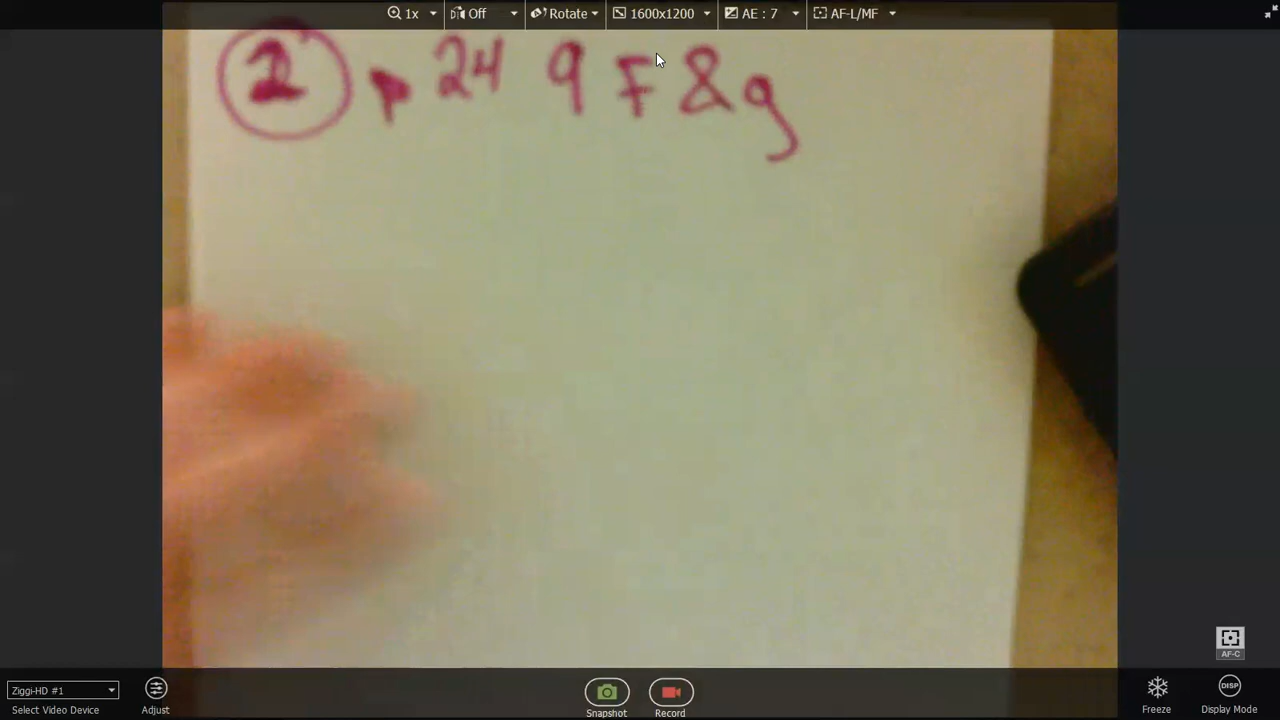 1x Off Rotate 1600x1200 AE : 7 AF-L/MF
2 p 24 9 F & g
AF-C
Ziggi-HD #1
Select Video Device Adjust Snapshot Record Freeze DISP Display Mode